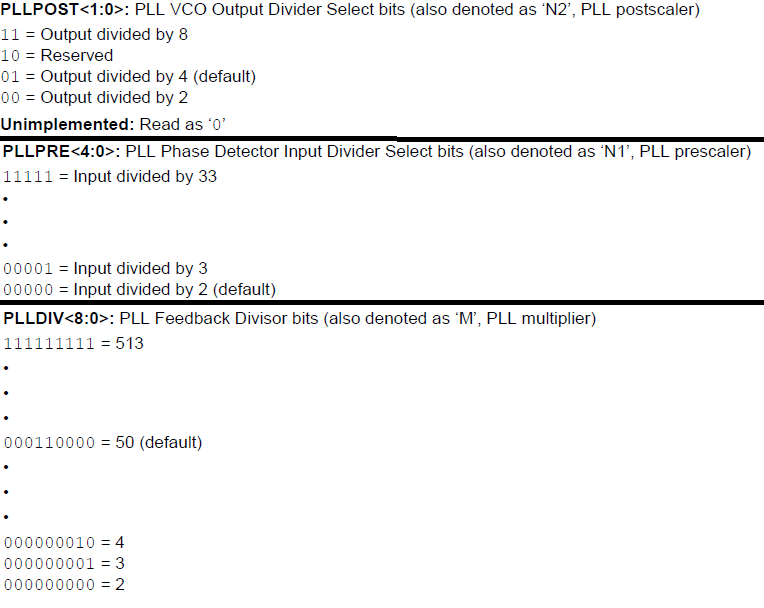 PLLPOST<1:0>: PLL VCO Output Divider Select bits (also denoted as ‘N2’, PLL postscaler)
11 = Output divided by 8
10 = Reserved
01 = Output divided by 4 (default)
00 = Output divided by 2
Unimplemented: Read as ‘0’
PLLPRE<4:0>: PLL Phase Detector Input Divider Select bits (also denoted as ‘N1’, PLL prescaler)
11111 = Input divided by 33
•
•
•
00001 = Input divided by 3
00000 = Input divided by 2 (default)
PLLDIV<8:0>: PLL Feedback Divisor bits (also denoted as ‘M’, PLL multiplier)
111111111 = 513
•
•
•
000110000 = 50 (default)
•
•
•
000000010 = 4
000000001 = 3
000000000 = 2